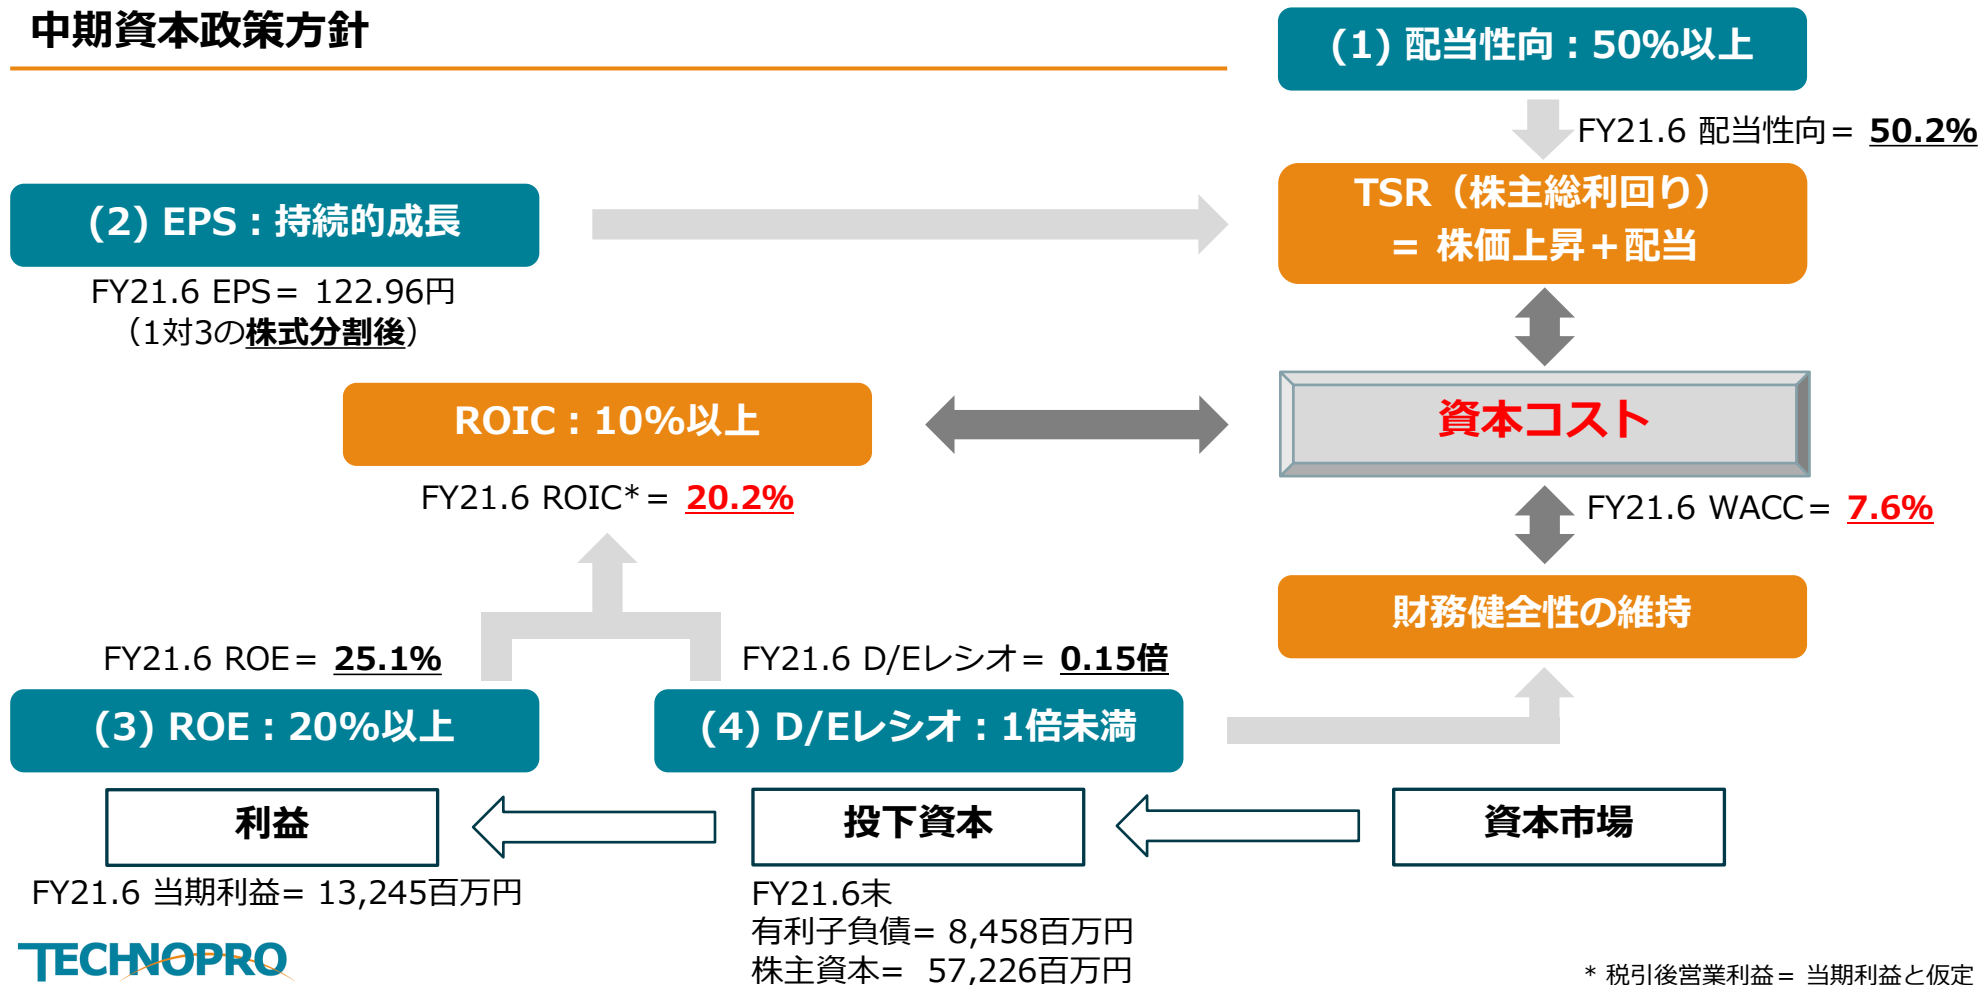 中期資本政策方針
(1) 配当性向：50%以上
FY21.6 配当性向＝ 50.2%
TSR（株主総利回り）
＝ 株価上昇＋配当
(2) EPS：持続的成長
FY21.6 EPS＝ 122.96円
（1対3の株式分割後）
ROIC：10%以上
資本コスト
FY21.6 ROIC*＝ 20.2%
FY21.6 WACC＝ 7.6%
財務健全性の維持
FY21.6 ROE＝ 25.1%
FY21.6 D/Eレシオ＝ 0.15倍
(3) ROE：20%以上
(4) D/Eレシオ：1倍未満
利益
投下資本
資本市場
FY21.6 当期利益= 13,245百万円
FY21.6末
有利子負債= 8,458百万円
株主資本= 57,226百万円
TECHNOPRO
* 税引後営業利益＝ 当期利益と仮定